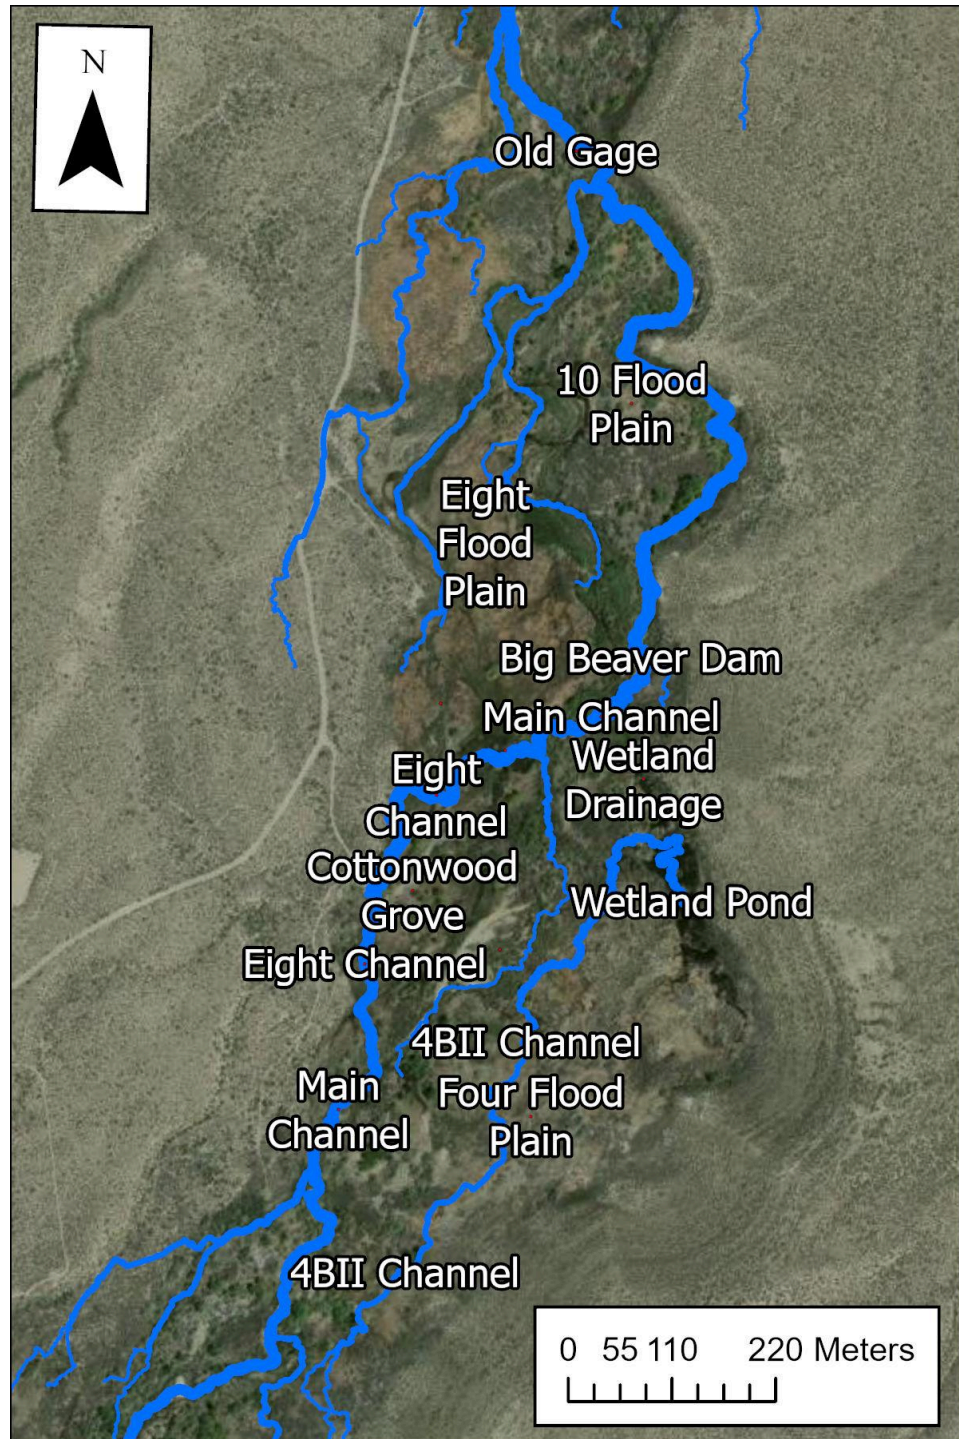 N
Old Gage
10 Flood
Plain
Eight
Flood
Plain
Big Beaver Dam
Main Channel
Wetland
Drainage
Eight
Channel
Cottonwood
Grove
Wetland Pond
Eight Channel
4BII Channel
Main
Channel
Four Flood
Plain
4BII Channel
0 55 110 220 Meters